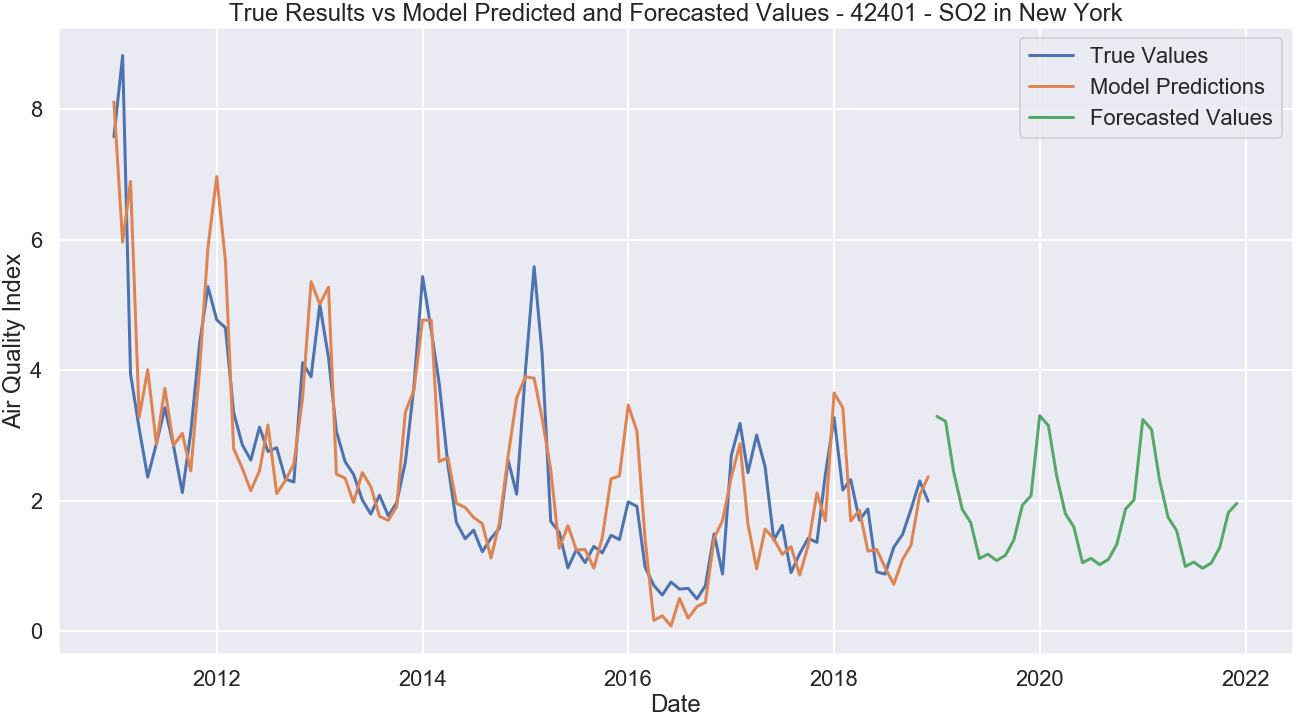 True Results vs Model Predicted and Forecasted Values - 42401 - SO2 in New York
True Values
Model Predictions
Forecasted Values
Air Quality Index
8
6
4
2
0
2012 2014 2016 2018 2020 2022
Date